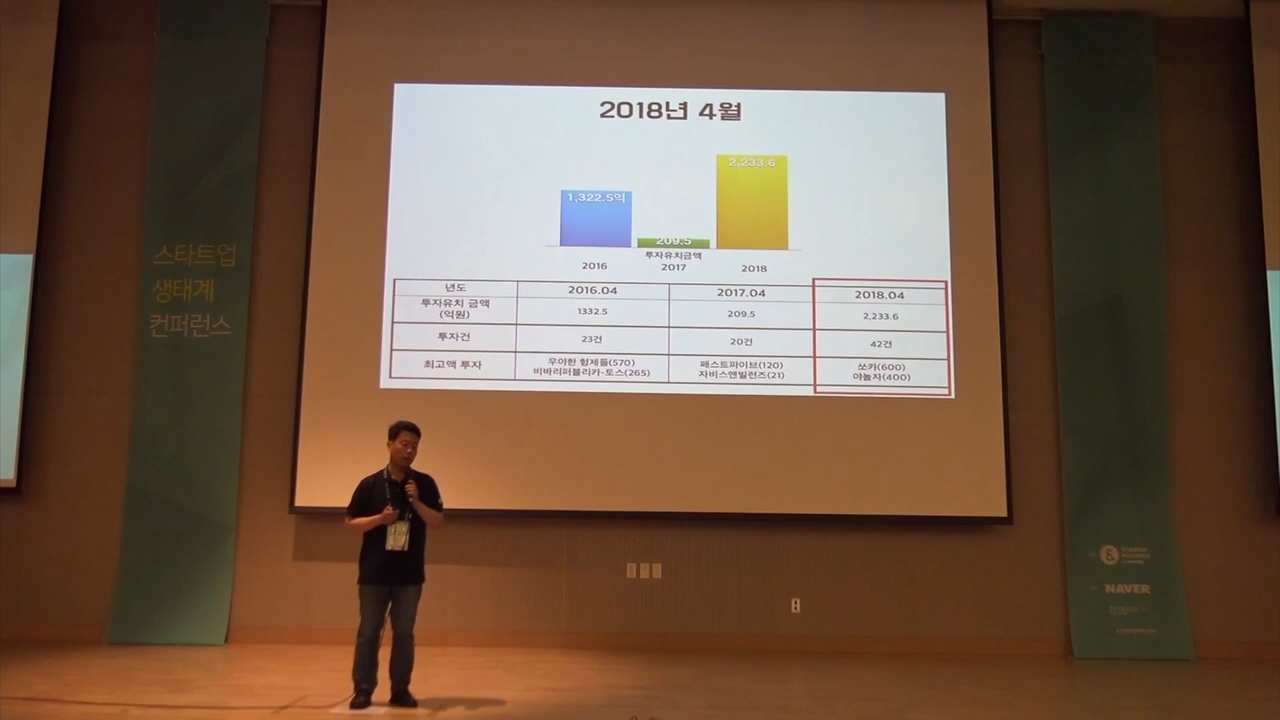 2018년 4월
1,322.5억
209.5
2,233.6
투자유치금액
2016
2017
2018
년도
2016.04
2017.04
2018.04
투자유치 금액
(억원)
1332.5
209.5
2,233.6
투자건
23건
20건
42건
최고액 투자
우아한 형제들(570)
비바리퍼블리카-토스(265)
패스트파이브(120)
자비스앤빌런즈(21)
쏘카(600)
야놀자(400)
스타트업
생태계
컨퍼런스
STARTUP
ALLIANCE
NAVER